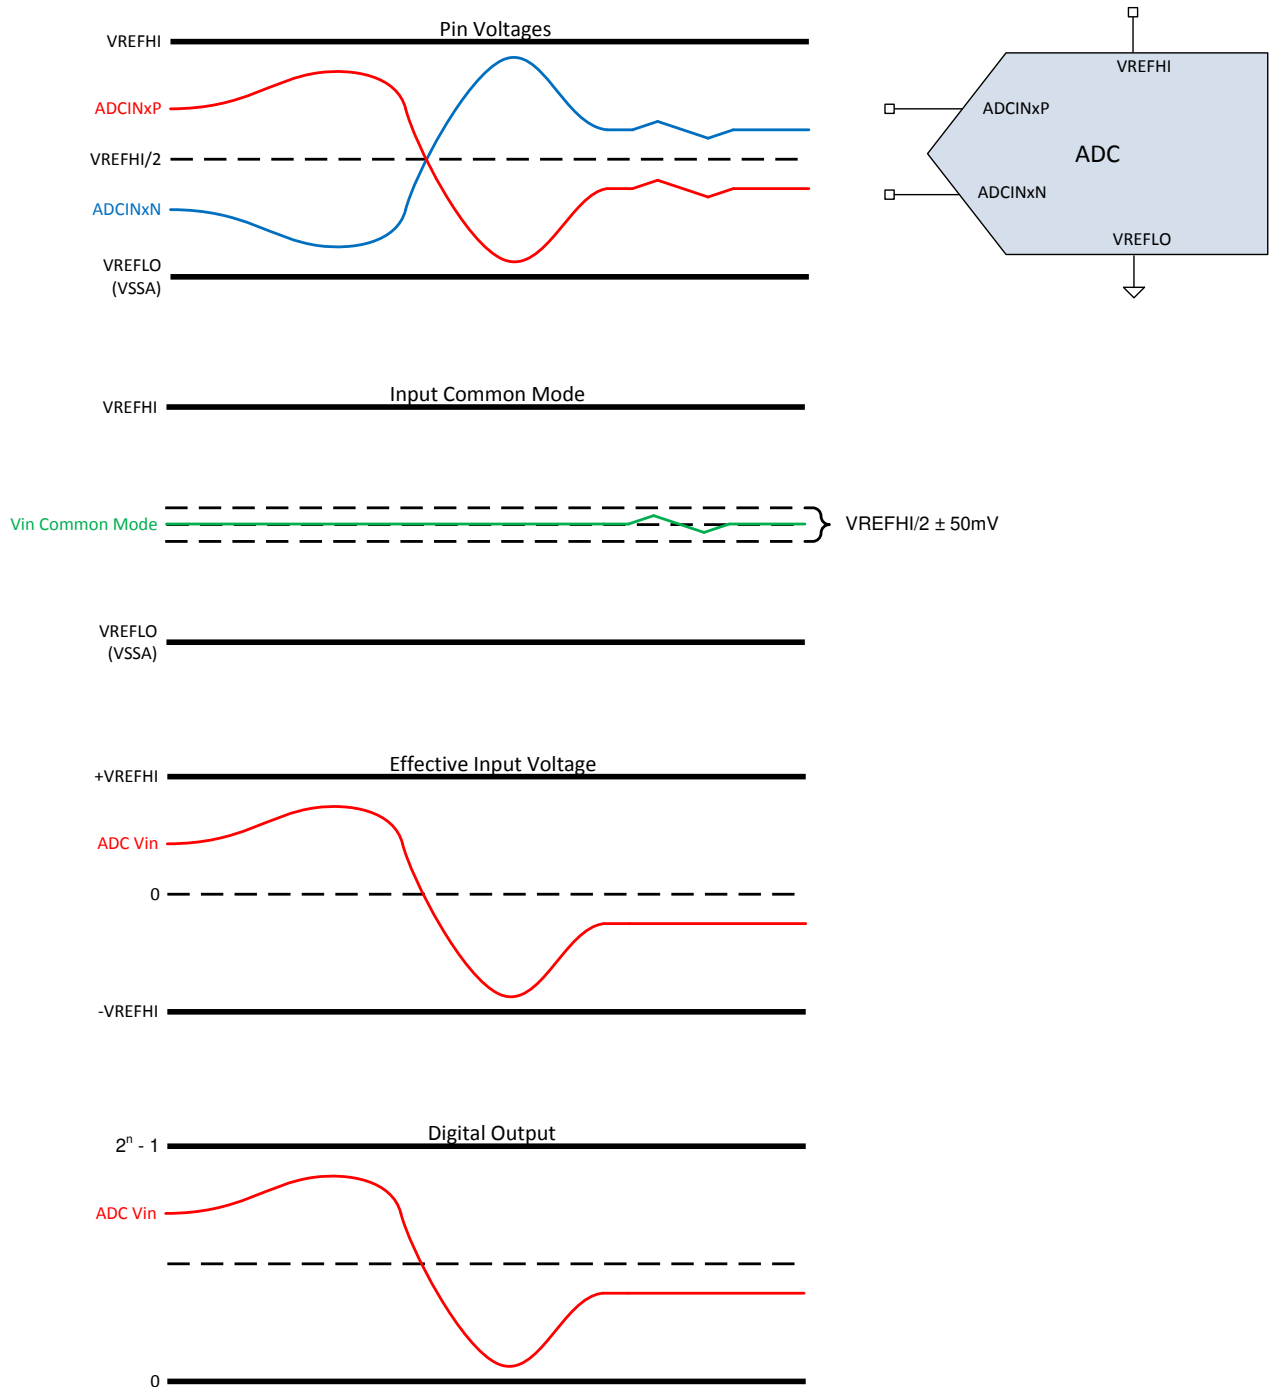 Pin Voltages
VREFHI
ADCINxP
VREFHI/2
ADCINxN
VREFLO
(VSSA)
VREFHI
ADCINxP
ADC
ADCINxN
VREFLO
Input Common Mode
VREFHI
Vin Common Mode
VREFHI/2 ± 50mV
VREFLO
(VSSA)
Effective Input Voltage
+VREFHI
ADC Vin
0
-VREFHI
Digital Output
2ⁿ - 1
ADC Vin
0